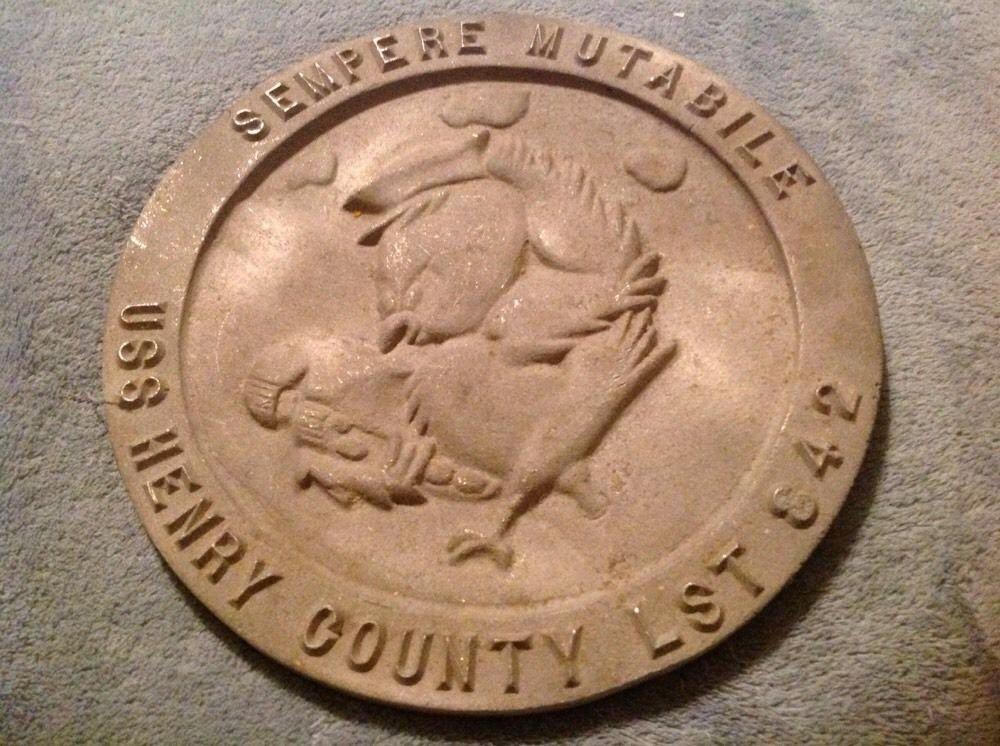 SEMPERE MUTABILE
USS HENRY COUNTY LST 842